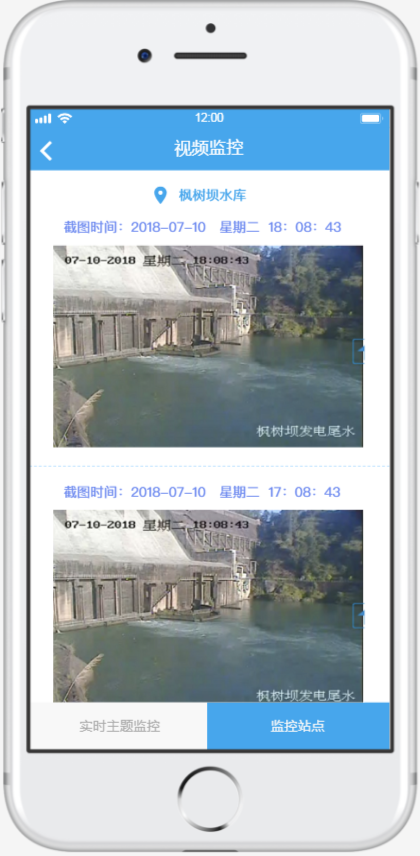 12:00
视频监控
枫树坝水库
截图时间：2018-07-10 星期二 18：08：43
07-10-2018 星期二 18:08:43
枫树坝发电尾水
截图时间：2018-07-10 星期二 17：08：43
07-10-2018 星期二 18:08:43
枫树坝发电尾水
实时主题监控 监控站点